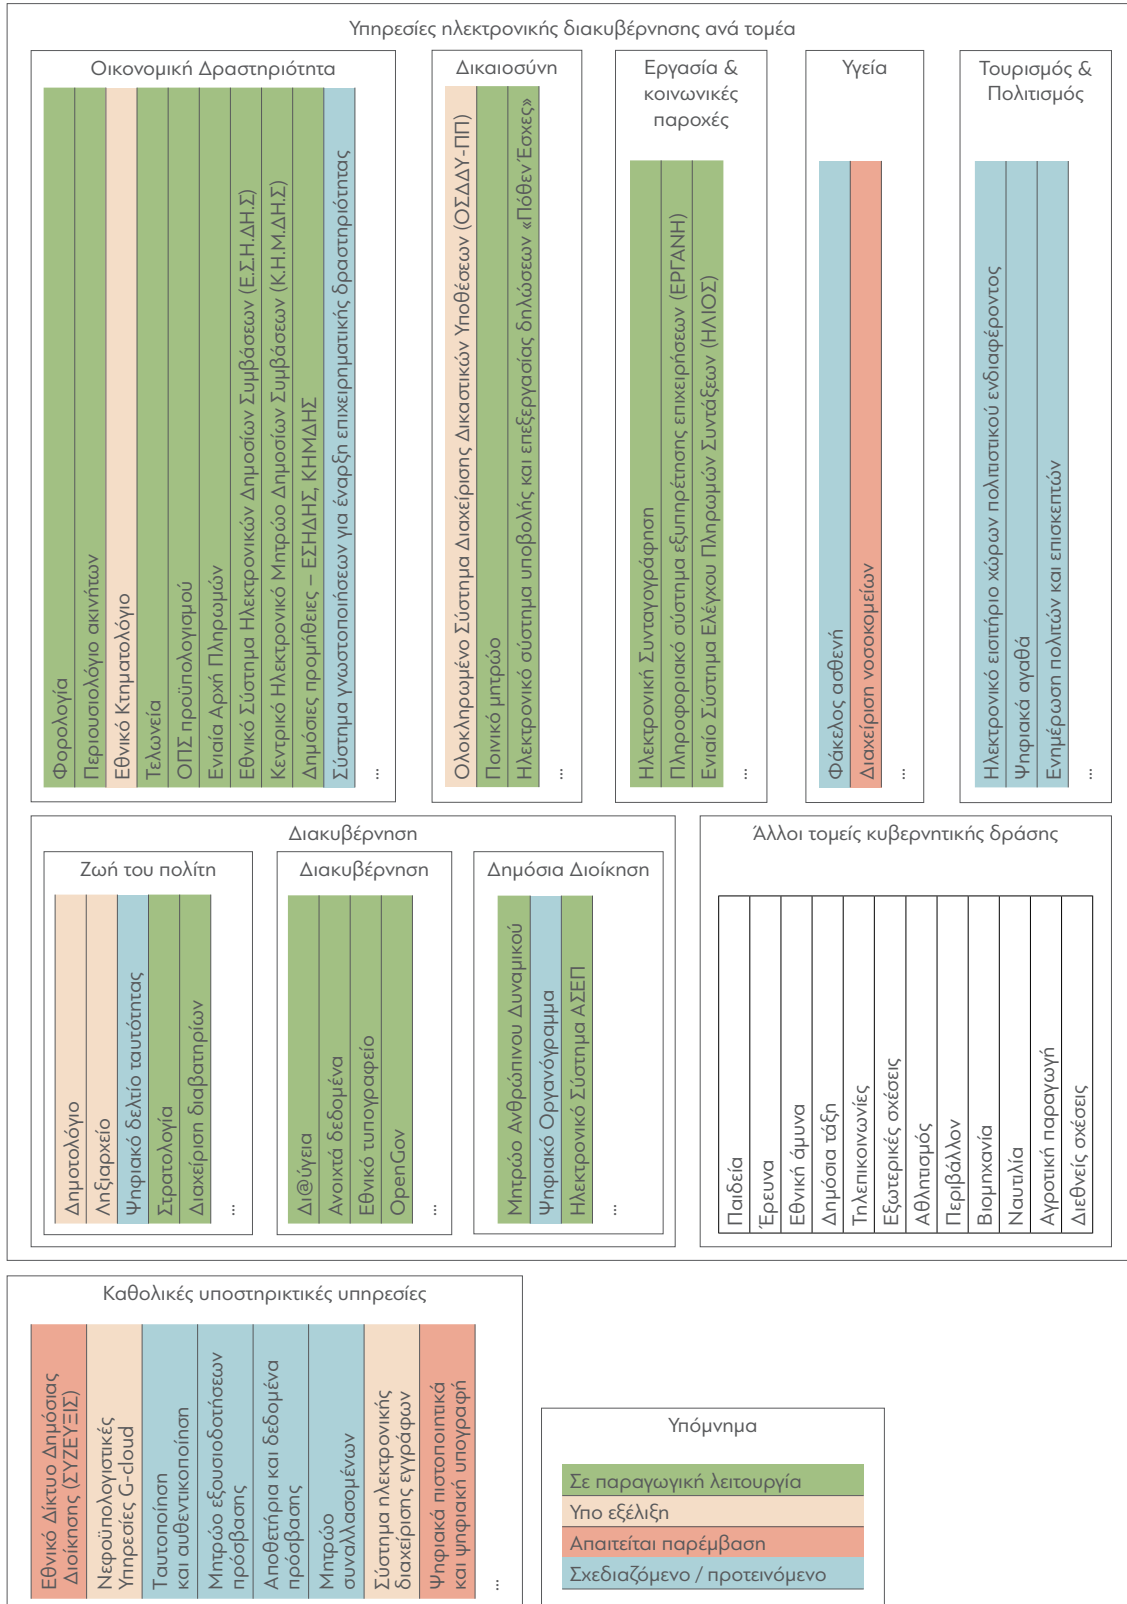 Υπηρεσίες ηλεκτρονικής διακυβέρνησης ανά τομέα
Οικονομική Δραστηριότητα
Φορολογία
Περιουσιολόγιο ακινήτων
Εθνικό Κτηματολόγιο
Τελωνεία
ΟΠΣ προϋπολογισμού
Ενιαία Αρχή Πληρωμών
Εθνικό Σύστημα Ηλεκτρονικών Δημοσίων Συμβάσεων (Ε.Σ.Η.ΔΗ.Σ)
Κεντρικό Ηλεκτρονικό Μητρώο Δημοσίων Συμβάσεων (Κ.Η.Μ.ΔΗ.Σ)
Δημόσιες προμήθειες – ΕΣΗΔΗΣ, ΚΗΜΔΗΣ
Σύστημα γνωστοποιήσεων για έναρξη επιχειρηματικής δραστηριότητας
...
Δικαιοσύνη
Ολοκληρωμένο Σύστημα Διαχείρισης Δικαστικών Υποθέσεων (ΟΣΔΔΥ-ΠΠ)
Ποινικό μητρώο
Ηλεκτρονικό σύστημα υποβολής και επεξεργασίας δηλώσεων «Πόθεν Έσχες»
...
Εργασία &
κοινωνικές
παροχές
Ηλεκτρονική Συνταγογράφηση
Πληροφοριακό σύστημα εξυπηρέτησης επιχειρήσεων (ΕΡΓΑΝΗ)
Ενιαίο Σύστημα Ελέγχου Πληρωμών Συντάξεων (ΗΛΙΟΣ)
...
Υγεία
Φάκελος ασθενή
Διαχείριση νοσοκομείων
...
Τουρισμός &
Πολιτισμός
Ηλεκτρονικό εισιτήριο χώρων πολιτιστικού ενδιαφέροντος
Ψηφιακά αγαθά
Ενημέρωση πολιτών και επισκεπτών
...
Διακυβέρνηση
Ζωή του πολίτη
Δημοτολόγιο
Ληξιαρχείο
Ψηφιακό δελτίο ταυτότητας
Στρατολογία
Διαχείριση διαβατηρίων
...
Διακυβέρνηση
Δι@ύγεια
Ανοιχτά δεδομένα
Εθνικό τυπογραφείο
OpenGov
...
Δημόσια Διοίκηση
Μητρώο Ανθρώπινου Δυναμικού
Ψηφιακό Οργανόγραμμα
Ηλεκτρονικό Σύστημα ΑΣΕΠ
...
Άλλοι τομείς κυβερνητικής δράσης
Παιδεία
Έρευνα
Εθνική άμυνα
Δημόσια τάξη
Τηλεπικοινωνίες
Εξωτερικές σχέσεις
Αθλητισμός
Περιβάλλον
Βιομηχανία
Ναυτιλία
Αγροτική παραγωγή
Διεθνείς σχέσεις
Καθολικές υποστηρικτικές υπηρεσίες
Εθνικό Δίκτυο Δημόσιας
Διοίκησης (ΣΥΖΕΥΞΙΣ)
Νεφοϋπολογιστικές
Υπηρεσίες G-cloud
Ταυτοποίηση
και αυθεντικοποίηση
Μητρώο εξουσιοδοτήσεων
πρόσβασης
Αποθετήρια και δεδομένα
πρόσβασης
Μητρώο
συναλλασομένων
Σύστημα ηλεκτρονικής
διαχείρισης εγγράφων
Ψηφιακά πιστοποιητικά
και ψηφιακή υπογραφή
...
Υπόμνημα
Σε παραγωγική λειτουργία
Υπο εξέλιξη
Απαιτείται παρέμβαση
Σχεδιαζόμενο / προτεινόμενο